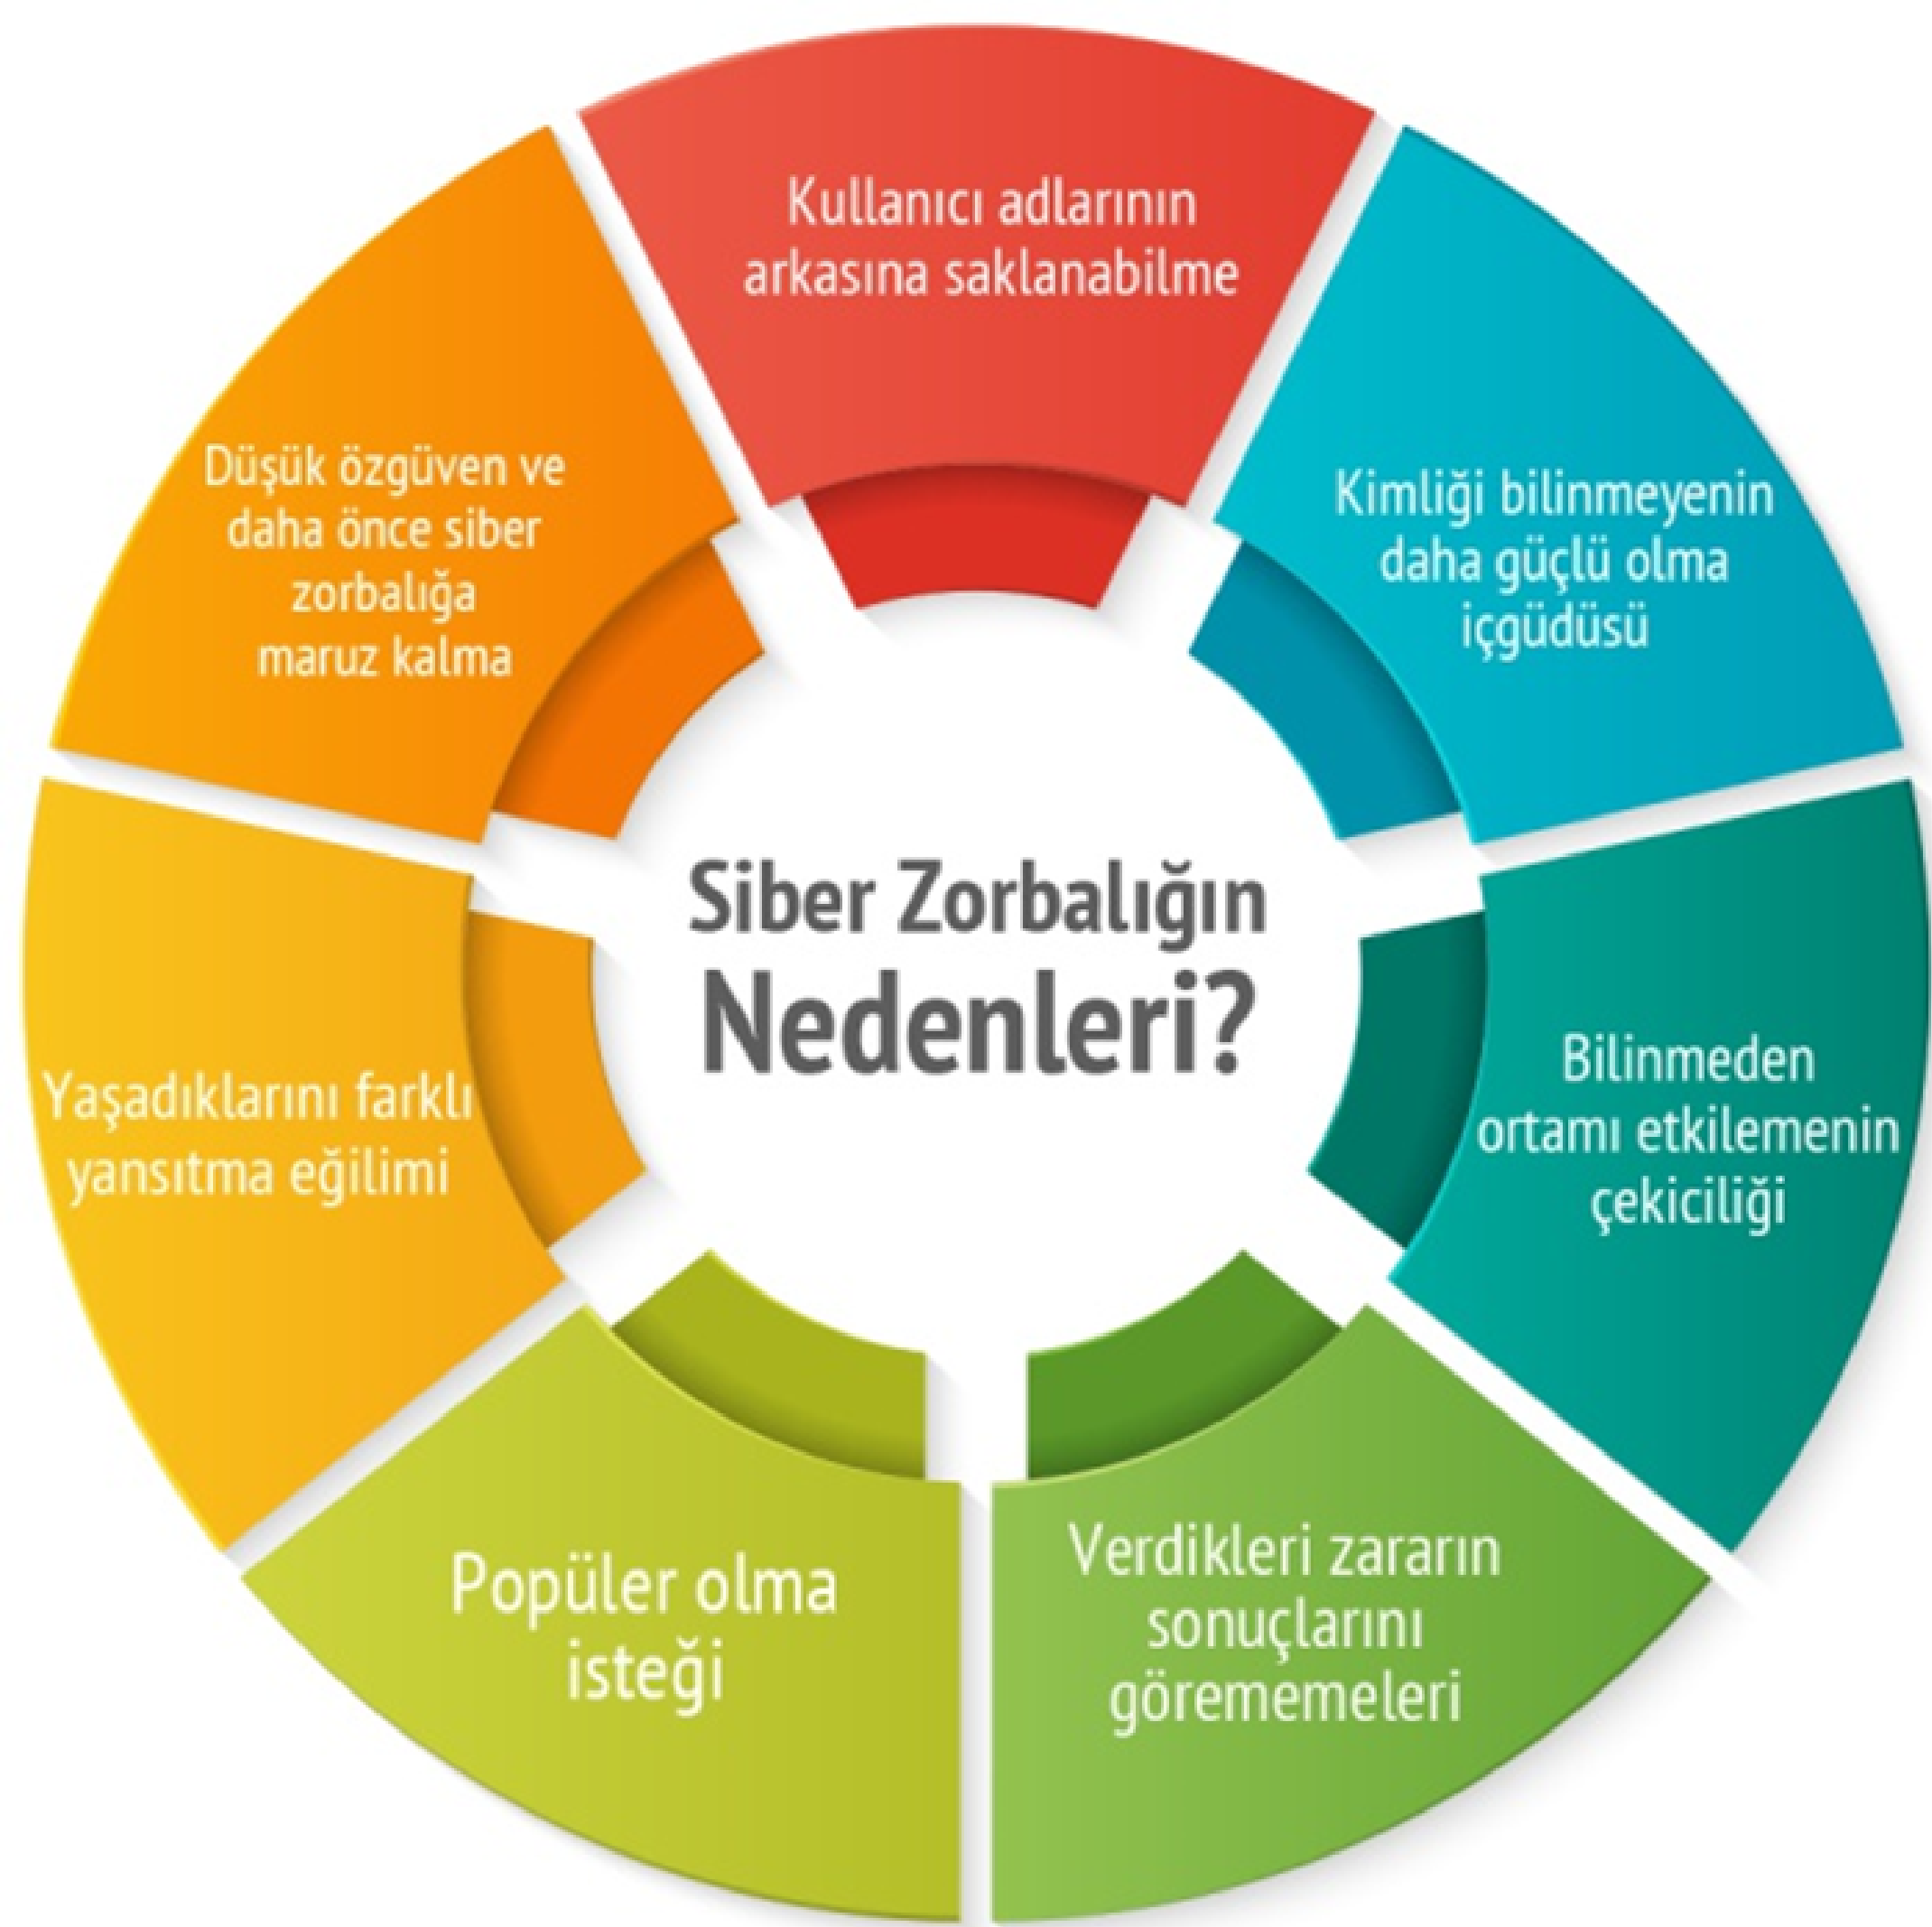 Siber Zorbalığın
Nedenleri?
Kullanıcı adlarının
arkasına saklanabilme
Kimliği bilinmeyenin
daha güçlü olma
içgüdüsü
Bilinmeden
ortamı etkilemenin
çekiciliği
Verdikleri zararın
sonuçlarını
görememeleri
Popüler olma
isteği
Yaşadıklarını farklı
yansıtma eğilimi
Düşük özgüven ve
daha önce siber
zorbalığa
maruz kalma